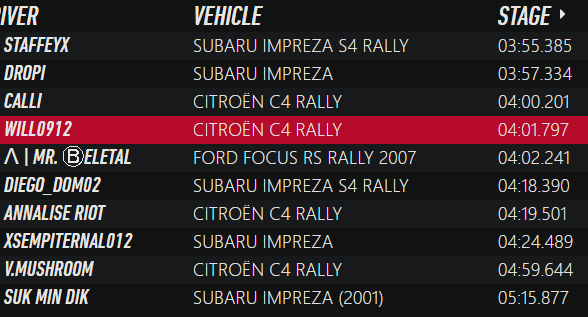 IVER VEHICLE STAGE
STAFFEYX SUBARU IMPREZA S4 RALLY 03:55.385
DROPI SUBARU IMPREZA 03:57.334
CALLI CITROËN C4 RALLY 04:00.201
WILL0912 CITROËN C4 RALLY 04:01.797
Λ | MR. ⒷELETAL FORD FOCUS RS RALLY 2007 04:02.241
DIEGO_DOM02 SUBARU IMPREZA S4 RALLY 04:18.390
ANNALISE RIOT CITROËN C4 RALLY 04:19.501
XSEMPITERNAL012 SUBARU IMPREZA 04:24.489
V.MUSHROOM CITROËN C4 RALLY 04:59.644
SUK MIN DIK SUBARU IMPREZA (2001) 05:15.877